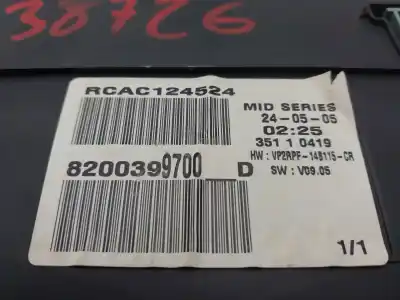 38726
RCAC124524
MID SERIES
24-05-05
02:25
351 1 0419
8200399700__D
HW : VP2RPF-14B115-CR
SW : V09.05
1/1